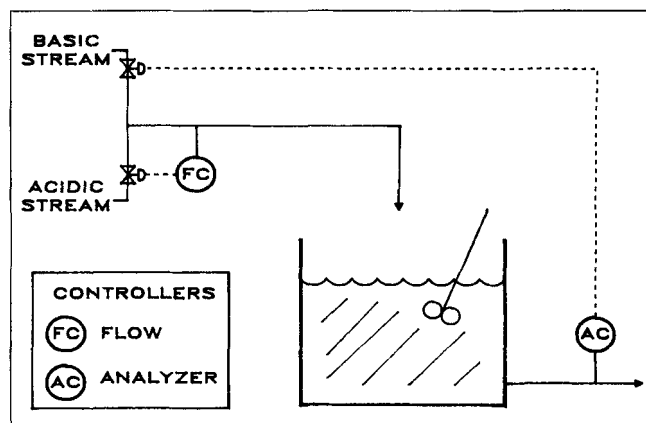 BASIC
STREAM
FC
ACIDIC
STREAM
CONTROLLERS
FC FLOW
AC ANALYZER
AC